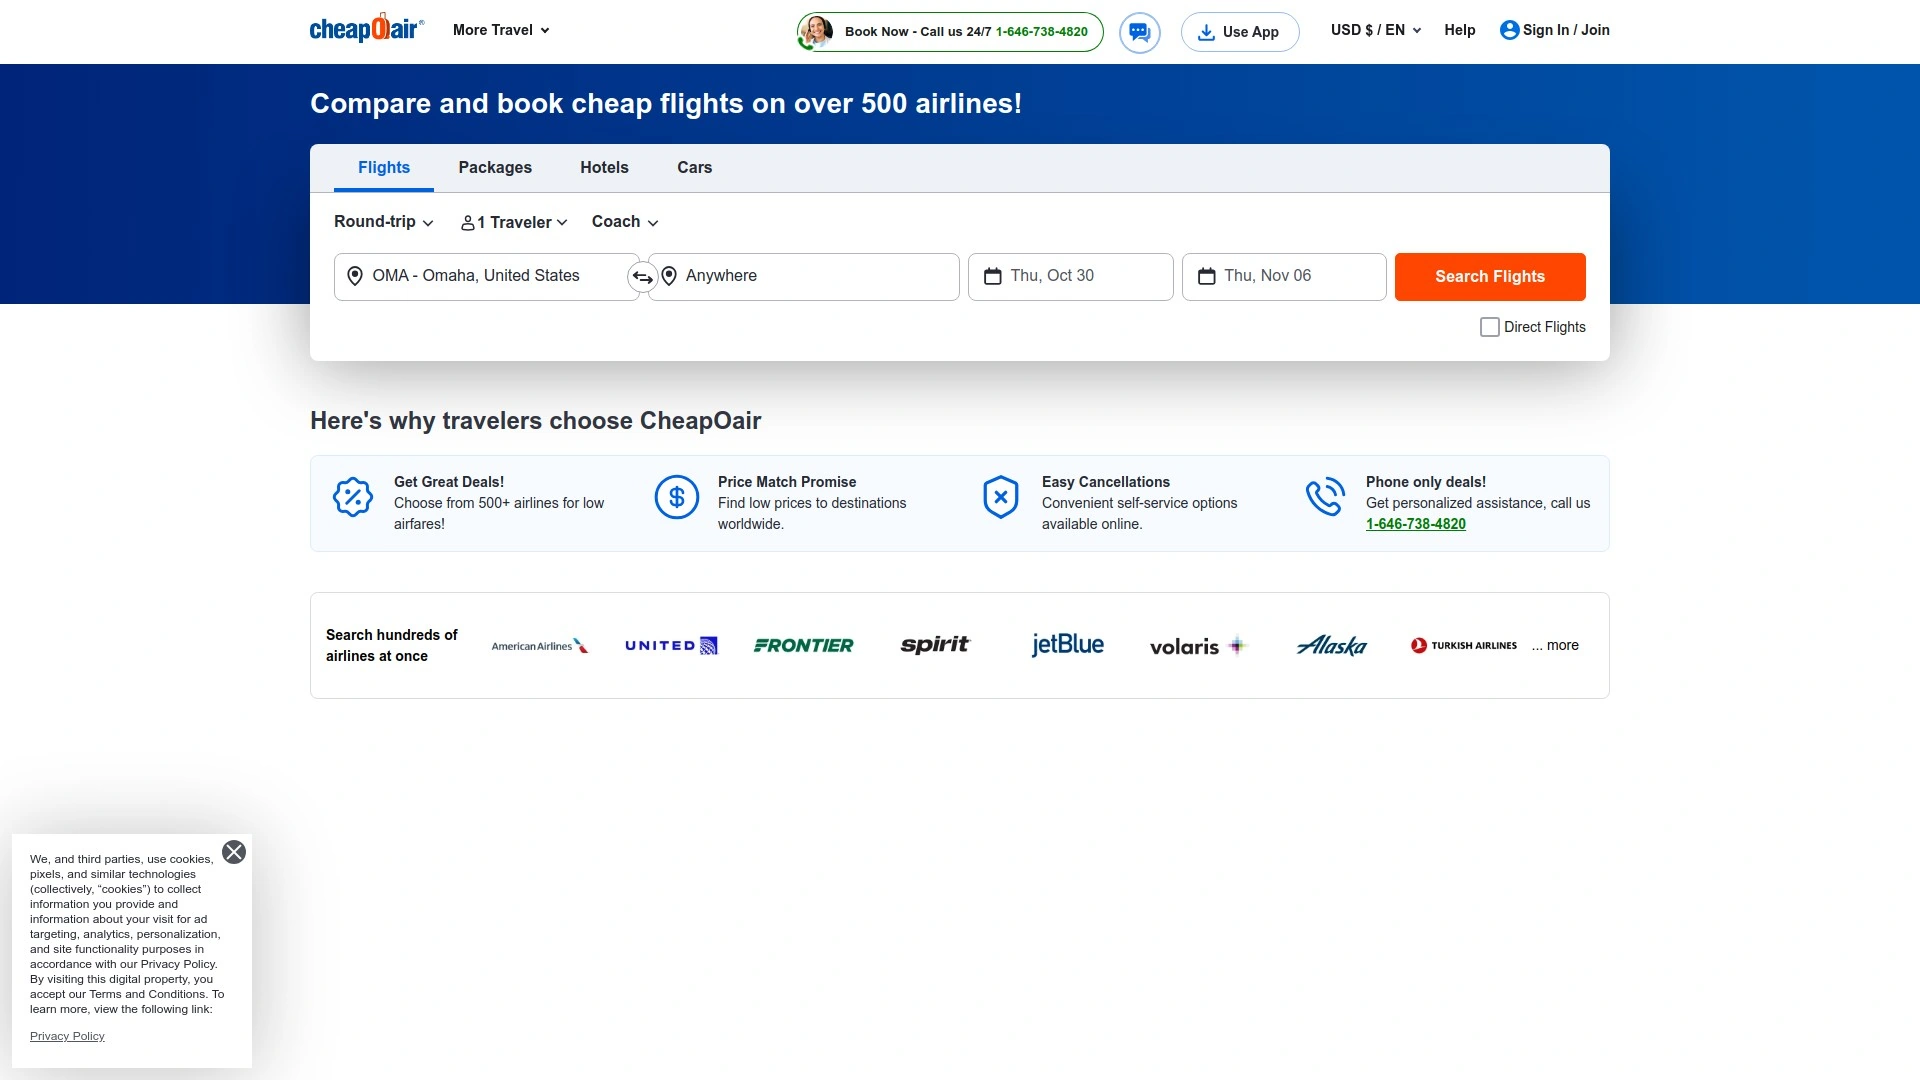 cheapOair®
More Travel
Book Now - Call us 24/7 1-646-738-4820
Use App
USD $ / EN
Help
Sign In / Join
Compare and book cheap flights on over 500 airlines!
Flights
Packages
Hotels
Cars
Round-trip
1 Traveler
Coach
OMA - Omaha, United States
Anywhere
Thu, Oct 30
Thu, Nov 06
Search Flights
Direct Flights
Here's why travelers choose CheapOair
Get Great Deals!
Choose from 500+ airlines for low
airfares!
Price Match Promise
Find low prices to destinations
worldwide.
Easy Cancellations
Convenient self-service options
available online.
Phone only deals!
Get personalized assistance, call us
1-646-738-4820
Search hundreds of
airlines at once
American Airlines
UNITED
FRONTIER
spirit
jetBlue
volaris
Alaska
TURKISH AIRLINES
... more
We, and third parties, use cookies,
pixels, and similar technologies
(collectively, “cookies”) to collect
information you provide and
information about your visit for ad
targeting, analytics, personalization,
and site functionality purposes in
accordance with our Privacy Policy.
By visiting this digital property, you
accept our Terms and Conditions. To
learn more, view the following link:
Privacy Policy